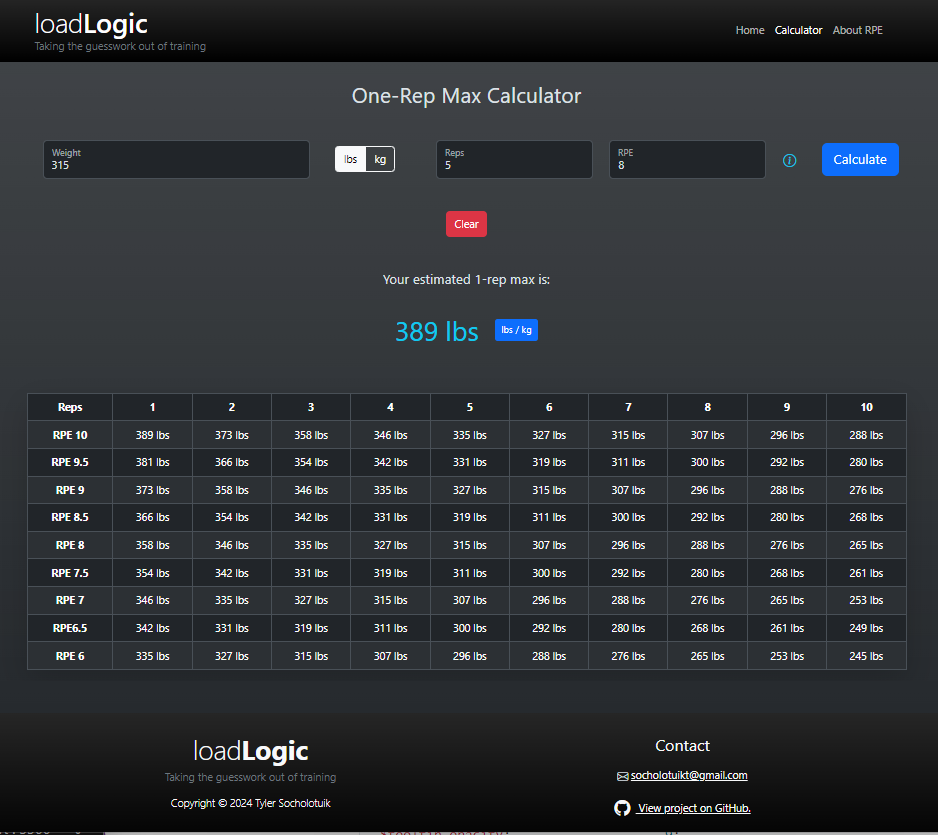 loadLogic
Taking the guesswork out of training
Home Calculator About RPE
One-Rep Max Calculator
Weight
315
lbs kg
Reps
5
RPE
8
Calculate
Clear
Your estimated 1-rep max is:
389 lbs lbs / kg
Reps 1 2 3 4 5 6 7 8 9 10
RPE 10 389 lbs 373 lbs 358 lbs 346 lbs 335 lbs 327 lbs 315 lbs 307 lbs 296 lbs 288 lbs
RPE 9.5 381 lbs 366 lbs 354 lbs 342 lbs 331 lbs 319 lbs 311 lbs 300 lbs 292 lbs 280 lbs
RPE 9 373 lbs 358 lbs 346 lbs 335 lbs 327 lbs 315 lbs 307 lbs 296 lbs 288 lbs 276 lbs
RPE 8.5 366 lbs 354 lbs 342 lbs 331 lbs 319 lbs 311 lbs 300 lbs 292 lbs 280 lbs 268 lbs
RPE 8 358 lbs 346 lbs 335 lbs 327 lbs 315 lbs 307 lbs 296 lbs 288 lbs 276 lbs 265 lbs
RPE 7.5 354 lbs 342 lbs 331 lbs 319 lbs 311 lbs 300 lbs 292 lbs 280 lbs 268 lbs 261 lbs
RPE 7 346 lbs 335 lbs 327 lbs 315 lbs 307 lbs 296 lbs 288 lbs 276 lbs 265 lbs 253 lbs
RPE6.5 342 lbs 331 lbs 319 lbs 311 lbs 300 lbs 292 lbs 280 lbs 268 lbs 261 lbs 249 lbs
RPE 6 335 lbs 327 lbs 315 lbs 307 lbs 296 lbs 288 lbs 276 lbs 265 lbs 253 lbs 245 lbs
loadLogic
Taking the guesswork out of training
Copyright © 2024 Tyler Socholotuik
Contact
socholotuikt@gmail.com
View project on GitHub.